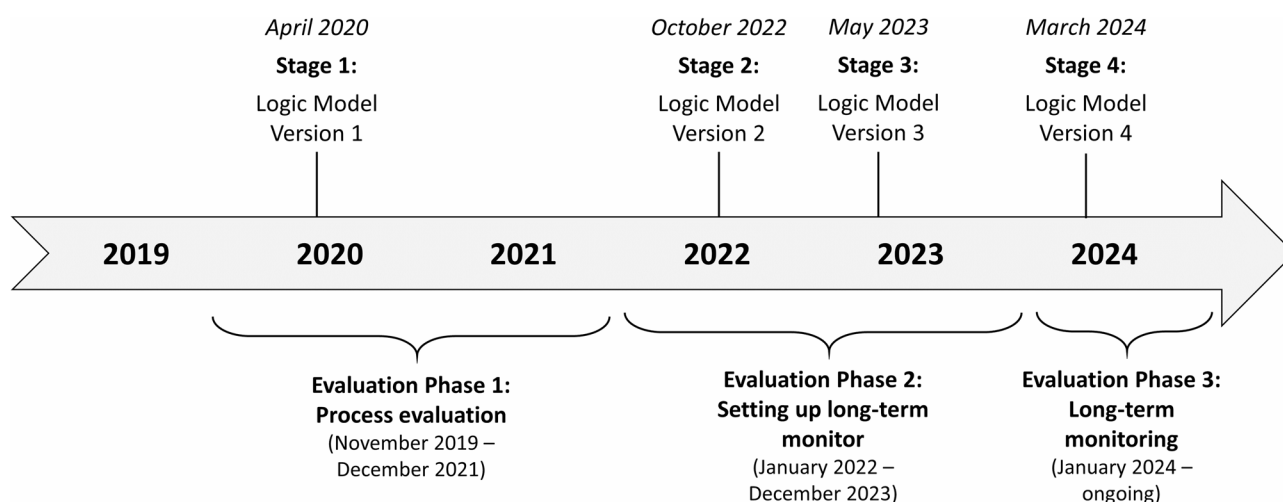 April 2020
Stage 1:
Logic Model
Version 1
October 2022
Stage 2:
Logic Model
Version 2
May 2023
Stage 3:
Logic Model
Version 3
March 2024
Stage 4:
Logic Model
Version 4
2019
2020
2021
2022
2023
2024
Evaluation Phase 1:
Process evaluation
(November 2019 –
December 2021)
Evaluation Phase 2:
Setting up long-term
monitor
(January 2022 –
December 2023)
Evaluation Phase 3:
Long-term
monitoring
(January 2024 –
ongoing)